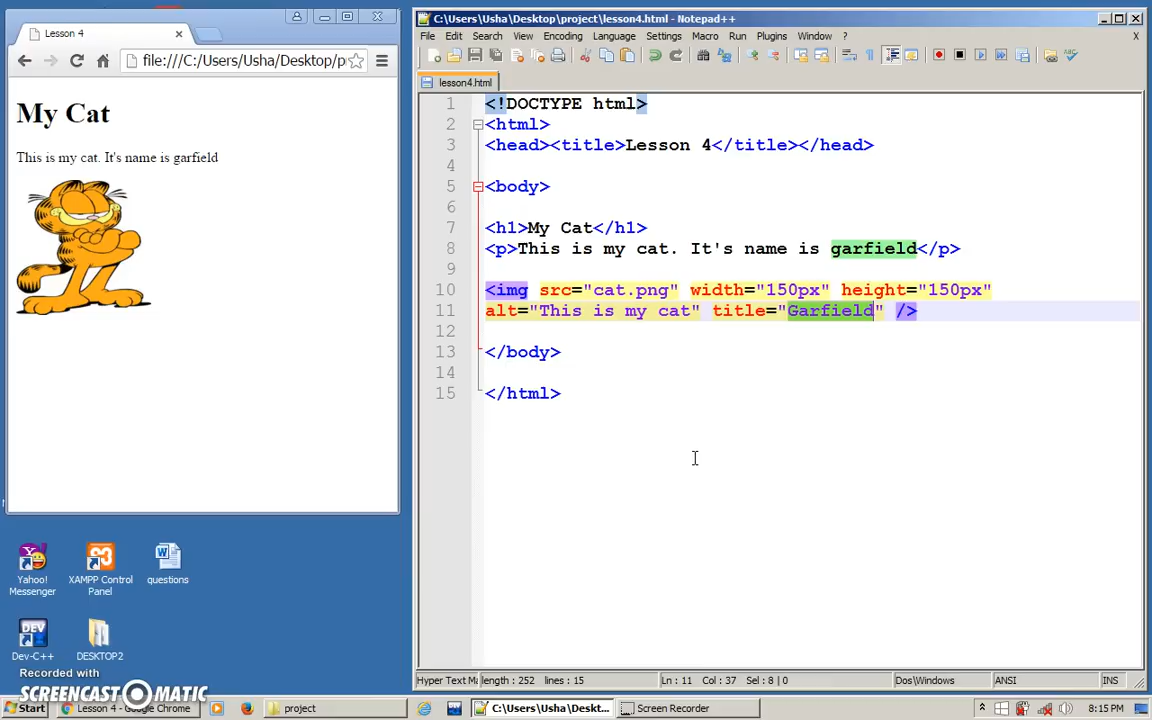 Lesson 4
file:///C:/Users/Usha/Desktop/p
My Cat
This is my cat. It's name is garfield
C:\Users\Usha\Desktop\project\lesson4.html - Notepad++
File Edit Search View Encoding Language Settings Macro Run Plugins Window ?
X
lesson4.html
1 <!DOCTYPE html>
2 <html>
3 <head><title>Lesson 4</title></head>
4
5 <body>
6
7 <h1>My Cat</h1>
8 <p>This is my cat. It's name is garfield</p>
9
10 <img src="cat.png" width="150px" height="150px"
11 alt="This is my cat" title="Garfield" />
12
13 </body>
14
15 </html>
Hyper Text Ma length : 252 lines : 15 Ln : 11 Col : 37 Sel : 8 | 0 Dos\Windows ANSI INS
Yahoo!
Messenger
XAMPP Control
Panel
questions
DEV
Dev-C++
DESKTOP2
Recorded with
SCREENCAST MATIC
Start
Lesson 4 - Google Chrome
project
C:\Users\Usha\Deskt...
Screen Recorder
8:15 PM